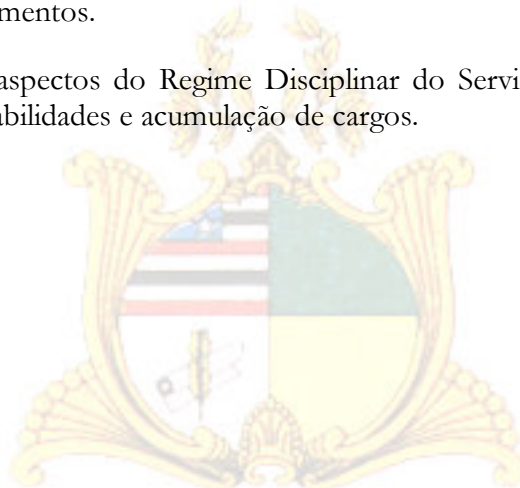 mentos.
aspectos do Regime Disciplinar do Servi
abilidades e acumulação de cargos.